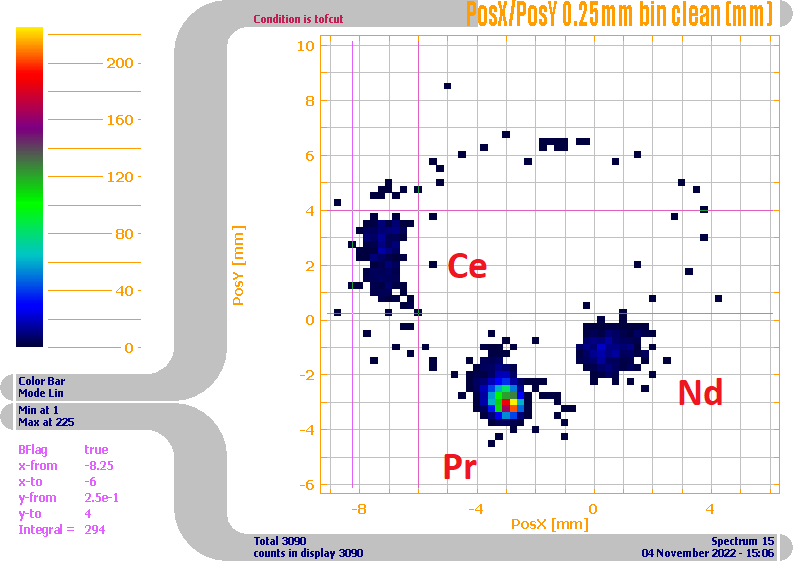 Condition is tofcut
PosX/PosY 0.25mm bin clean (mm)
200
160
120
80
40
0
10
8
6
4
2
0
-2
-4
-6
PosY [mm]
Ce
Pr
Nd
-8
-4
0
4
PosX [mm]
Color Bar
Mode Lin
Min at 1
Max at 225
BFlag true
x-from -8.25
x-to -6
y-from 2.5e-1
y-to 4
Integral = 294
Total 3090
counts in display 3090
Spectrum 15
04 November 2022 - 15:06